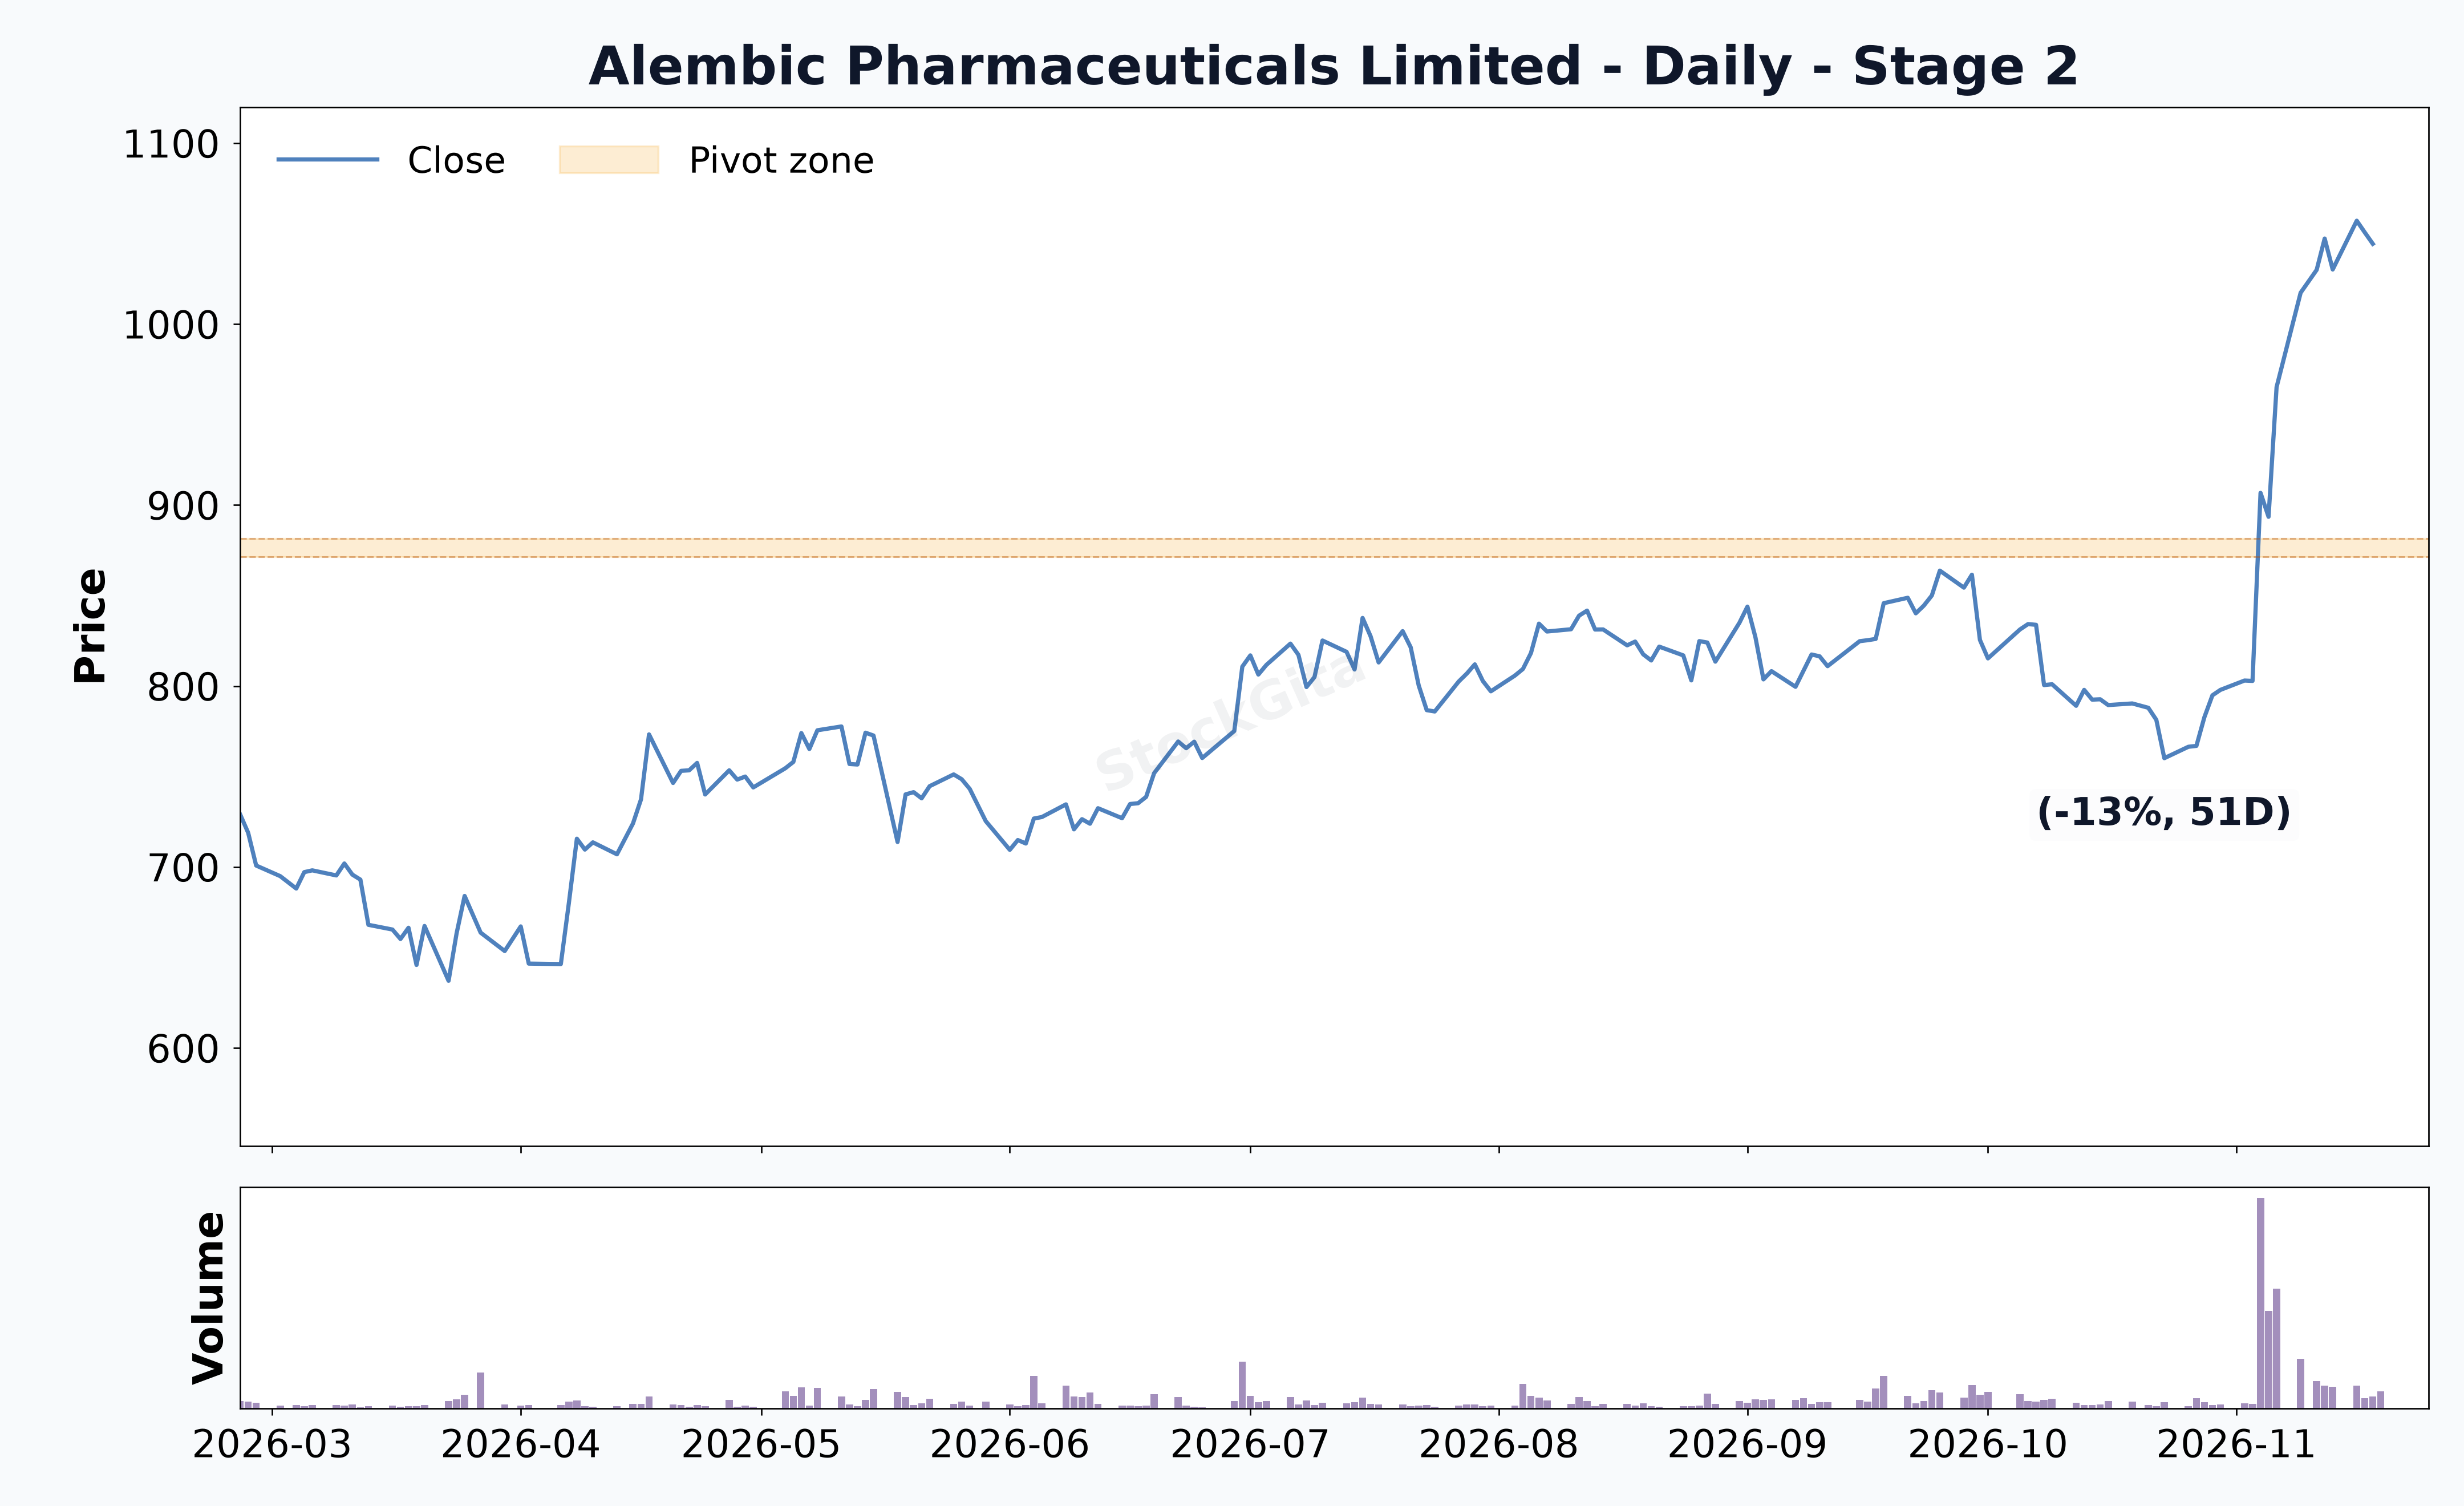 Alembic Pharmaceuticals Limited - Daily - Stage 2
Close
Pivot zone
1100
1000
900
800
700
600
Price
StockGita
(-13%, 51D)
Volume
2026-03
2026-04
2026-05
2026-06
2026-07
2026-08
2026-09
2026-10
2026-11